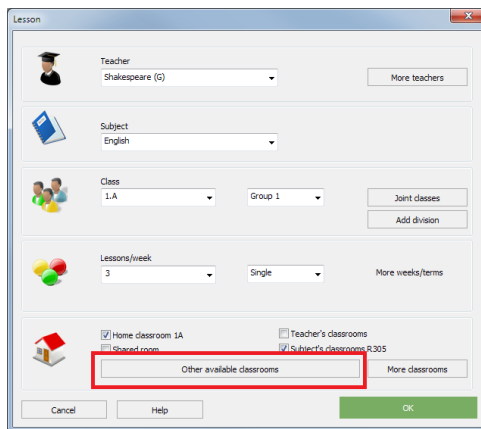 Lesson
Teacher
Shakespeare (G)
More teachers
Subject
English
Class
1.A
Group 1
Joint classes
Add division
Lessons/week
3
Single
More weeks/terms
Home classroom 1A
Teacher's classrooms
Shared room
Subject's classrooms R305
Other available classrooms
More classrooms
Cancel
Help
OK